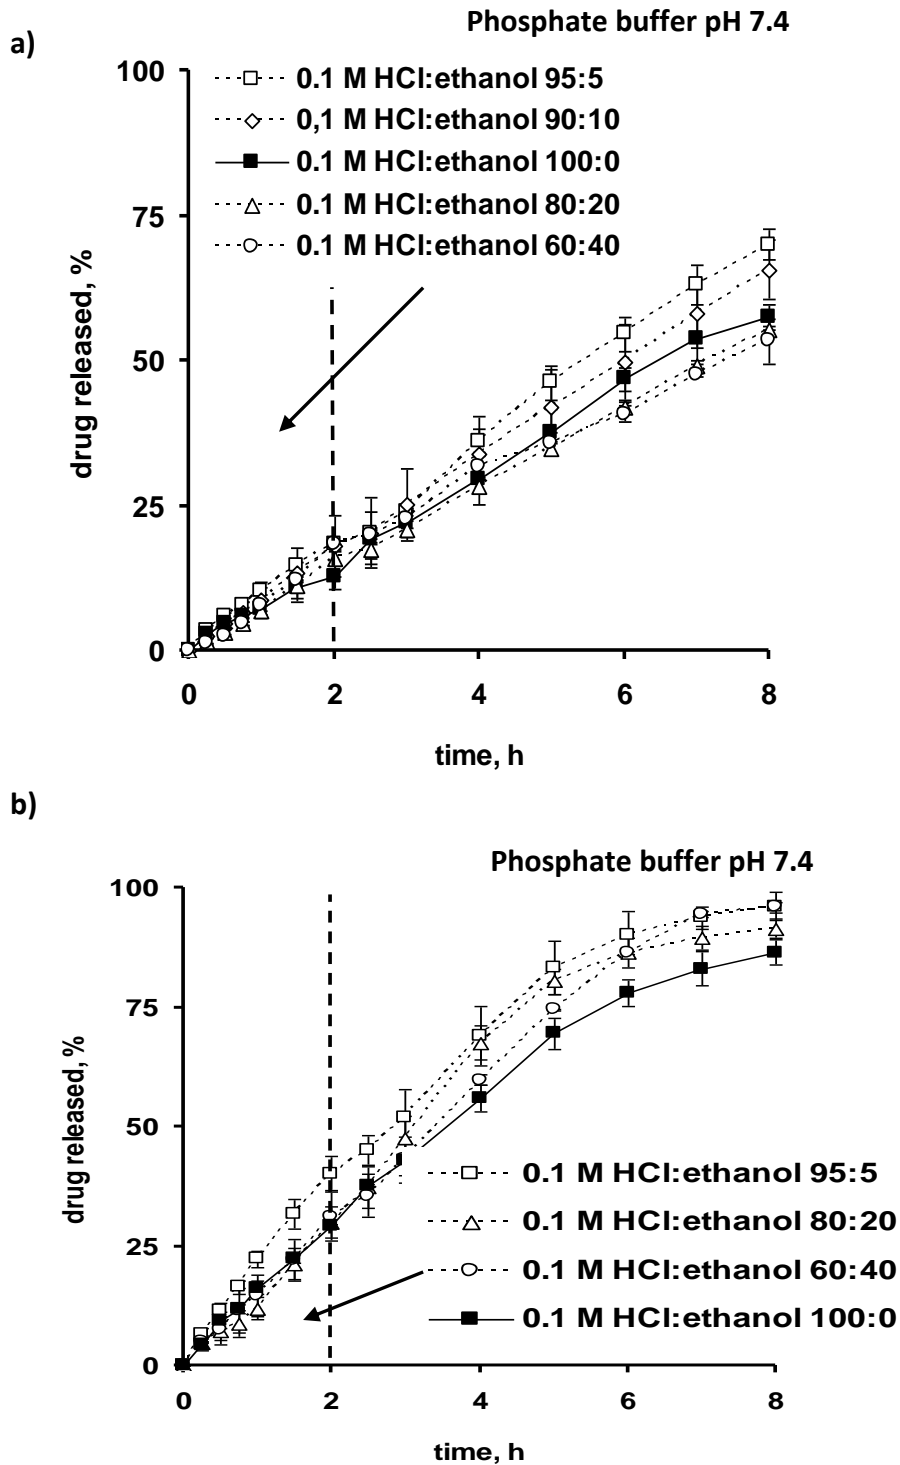 a)
Phosphate buffer pH 7.4
100
75
50
25
0
drug released, %
0.1 M HCl:ethanol 95:5
0,1 M HCl:ethanol 90:10
0.1 M HCl:ethanol 100:0
0.1 M HCl:ethanol 80:20
0.1 M HCl:ethanol 60:40
0 2 4 6 8
time, h
b)
Phosphate buffer pH 7.4
100
75
50
25
0
drug released, %
0.1 M HCl:ethanol 95:5
0.1 M HCl:ethanol 80:20
0.1 M HCl:ethanol 60:40
0.1 M HCl:ethanol 100:0
0 2 4 6 8
time, h